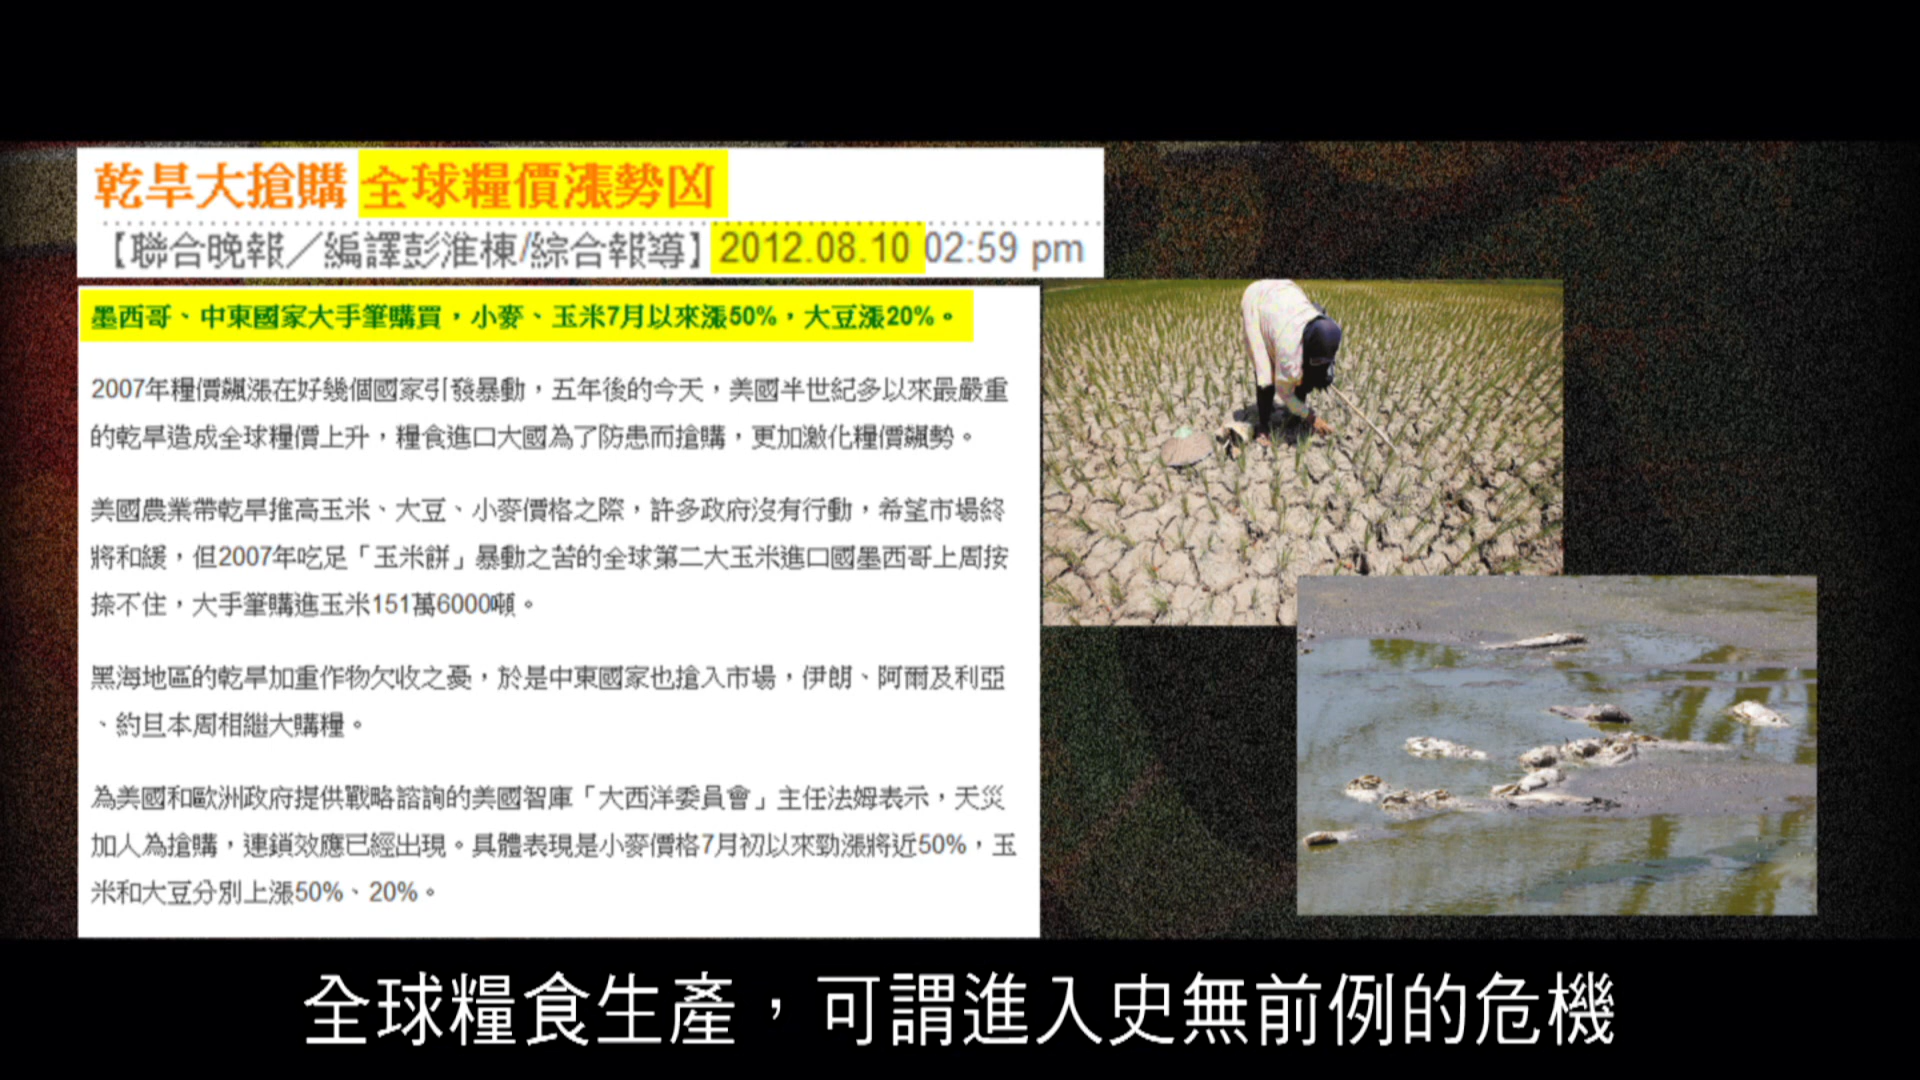 乾旱大搶購 全球糧價漲勢凶
【聯合晚報／編譯彭淮棟/綜合報導】 2012.08.10 02:59 pm
墨西哥、中東國家大手筆購買，小麥、玉米7月以來漲50%，大豆漲20%。
2007年糧價飆漲在好幾個國家引發暴動，五年後的今天，美國半世紀多以來最嚴重
的乾旱造成全球糧價上升，糧食進口大國為了防患而搶購，更加激化糧價飆勢。
美國農業帶乾旱推高玉米、大豆、小麥價格之際，許多政府沒有行動，希望市場終
將和緩，但2007年吃足「玉米餅」暴動之苦的全球第二大玉米進口國墨西哥上周按
捺不住，大手筆購進玉米151萬6000噸。
黑海地區的乾旱加重作物欠收之憂，於是中東國家也搶入市場，伊朗、阿爾及利亞
、約旦本周相繼大購糧。
為美國和歐洲政府提供戰略諮詢的美國智庫「大西洋委員會」主任法姆表示，天災
加人為搶購，連鎖效應已經出現。具體表現是小麥價格7月初以來勁漲將近50%，玉
米和大豆分別上漲50%、20%。
全球糧食生產，可謂進入史無前例的危機